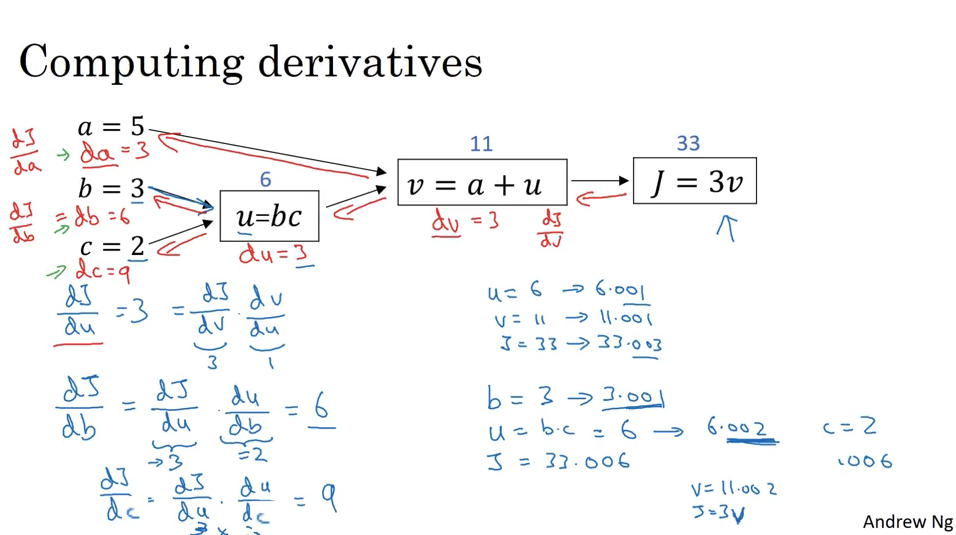 Computing derivatives
dJ/da → a = 5
da = 3
b = 3
dJ/db = db = 6
c = 2
dc = 9
6
u=bc
du = 3
11
v = a + u
dv = 3 dJ/dv
33
J = 3v
dJ/du = 3 = dJ/dv · dv/du
3 1
dJ/db = dJ/du · du/db = 6
→3 =2
dJ/dc = dJ/du · du/dc = 9
u = 6 → 6.001
v = 11 → 11.001
J = 33 → 33.003
b = 3 → 3.001
u = b·c = 6 → 6.002 c = 2
J = 33.006 .006
v = 11.002
J = 3v
Andrew Ng